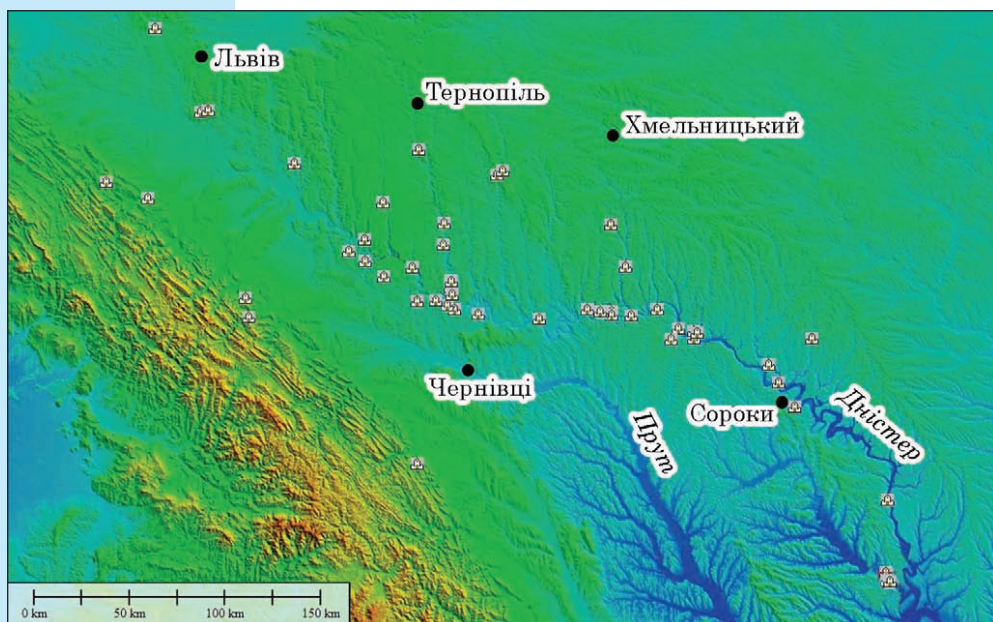 Львів
Тернопіль
Хмельницький
Чернівці
Сороки
Дністер
Прут
0 km 50 km 100 km 150 km